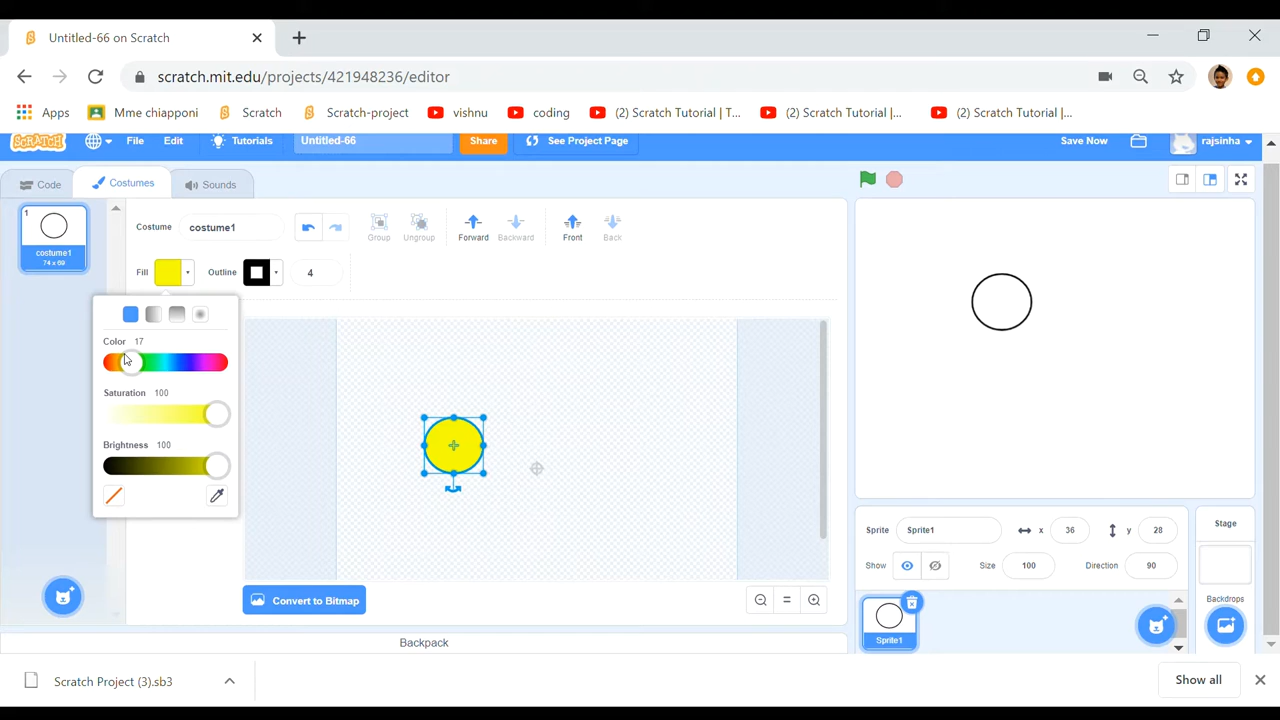 Untitled-66 on Scratch
scratch.mit.edu/projects/421948236/editor
Apps Mme chiapponi Scratch Scratch-project vishnu coding (2) Scratch Tutorial | T... (2) Scratch Tutorial |... (2) Scratch Tutorial |...
SCRATCH File Edit Tutorials Untitled-66 Share See Project Page Save Now rajsinha
Code Costumes Sounds
1
costume1
74 x 69
Costume costume1 Group Ungroup Forward Backward Front Back
Fill Outline 4
Color 17
Saturation 100
Brightness 100
Convert to Bitmap
Sprite Sprite1 x 36 y 28
Show Size 100 Direction 90
Sprite1
Stage
Backdrops
Backpack
Scratch Project (3).sb3
Show all